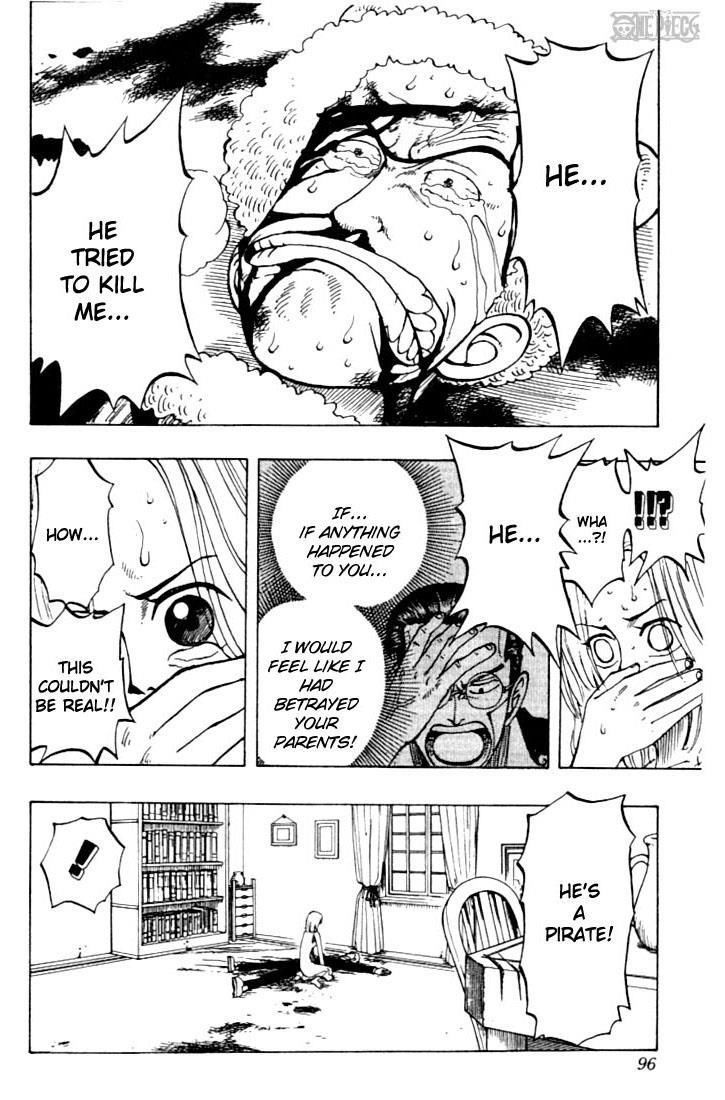 ONE PIECE
HE...
HE
TRIED
TO KILL
ME...
!!?
WHA
...?!
HE...
IF...
IF ANYTHING
HAPPENED
TO YOU...
I WOULD
FEEL LIKE I
HAD
BETRAYED
YOUR
PARENTS!
HOW...
THIS
COULDN'T
BE REAL!!
HE'S
A
PIRATE!
!
96